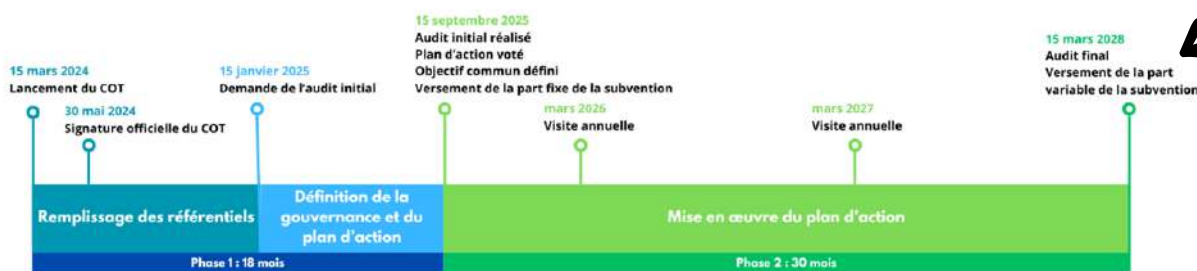 15 mars 2024
Lancement du COT
30 mai 2024
Signature officielle du COT
15 janvier 2025
Demande de l'audit initial
15 septembre 2025
Audit initial réalisé
Plan d'action voté
Objectif commun défini
Versement de la part fixe de la subvention
mars 2026
Visite annuelle
mars 2027
Visite annuelle
15 mars 2028
Audit final
Versement de la part
variable de la subvention
Remplissage des référentiels
Définition de la
gouvernance et du
plan d'action
Mise en œuvre du plan d'action
Phase 1 : 18 mois
Phase 2 : 30 mois